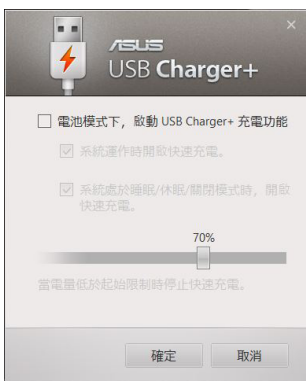 ASUS
USB Charger+
電池模式下，啟動 USB Charger+ 充電功能
系統運作時開啟快速充電。
系統處於睡眠/休眠/關閉模式時，開啟
快速充電。
70%
當電量低於起始限制時停止快速充電。
確定
取消